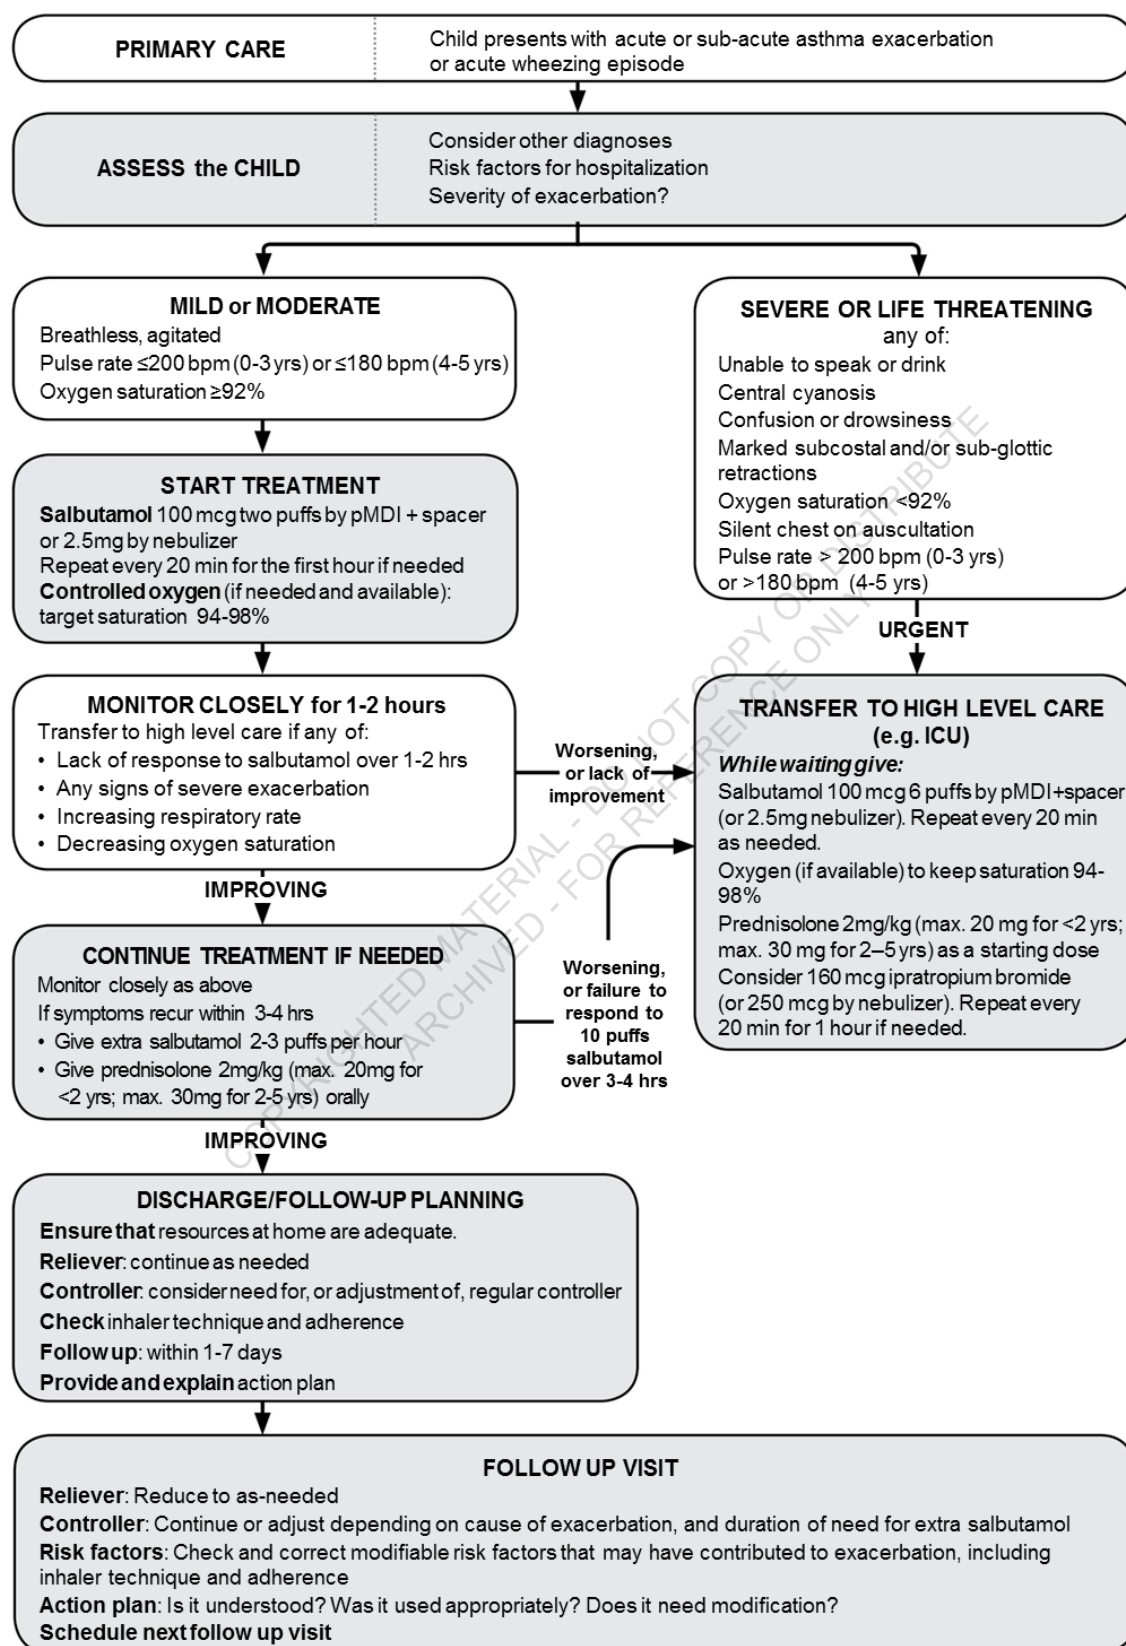 PRIMARY CARE
Child presents with acute or sub-acute asthma exacerbation
or acute wheezing episode
ASSESS the CHILD
Consider other diagnoses
Risk factors for hospitalization
Severity of exacerbation?
MILD or MODERATE
Breathless, agitated
Pulse rate ≤200 bpm (0-3 yrs) or ≤180 bpm (4-5 yrs)
Oxygen saturation ≥92%
SEVERE OR LIFE THREATENING
any of:
Unable to speak or drink
Central cyanosis
Confusion or drowsiness
Marked subcostal and/or sub-glottic
retractions
Oxygen saturation <92%
Silent chest on auscultation
Pulse rate > 200 bpm (0-3 yrs)
or >180 bpm (4-5 yrs)
START TREATMENT
Salbutamol 100 mcg two puffs by pMDI + spacer
or 2.5mg by nebulizer
Repeat every 20 min for the first hour if needed
Controlled oxygen (if needed and available):
target saturation 94-98%
URGENT
MONITOR CLOSELY for 1-2 hours
Transfer to high level care if any of:
• Lack of response to salbutamol over 1-2 hrs
• Any signs of severe exacerbation
• Increasing respiratory rate
• Decreasing oxygen saturation
Worsening,
or lack of
improvement
TRANSFER TO HIGH LEVEL CARE
(e.g. ICU)
While waiting give:
Salbutamol 100 mcg 6 puffs by pMDI+spacer
(or 2.5mg nebulizer). Repeat every 20 min
as needed.
Oxygen (if available) to keep saturation 94-
98%
Prednisolone 2mg/kg (max. 20 mg for <2 yrs;
max. 30 mg for 2–5 yrs) as a starting dose
Consider 160 mcg ipratropium bromide
(or 250 mcg by nebulizer). Repeat every
20 min for 1 hour if needed.
IMPROVING
CONTINUE TREATMENT IF NEEDED
Monitor closely as above
If symptoms recur within 3-4 hrs
• Give extra salbutamol 2-3 puffs per hour
• Give prednisolone 2mg/kg (max. 20mg for
<2 yrs; max. 30mg for 2-5 yrs) orally
Worsening,
or failure to
respond to
10 puffs
salbutamol
over 3-4 hrs
IMPROVING
DISCHARGE/FOLLOW-UP PLANNING
Ensure that resources at home are adequate.
Reliever: continue as needed
Controller: consider need for, or adjustment of, regular controller
Check inhaler technique and adherence
Follow up: within 1-7 days
Provide and explain action plan
FOLLOW UP VISIT
Reliever: Reduce to as-needed
Controller: Continue or adjust depending on cause of exacerbation, and duration of need for extra salbutamol
Risk factors: Check and correct modifiable risk factors that may have contributed to exacerbation, including
inhaler technique and adherence
Action plan: Is it understood? Was it used appropriately? Does it need modification?
Schedule next follow up visit
COPYRIGHTED MATERIAL - DO NOT COPY OR DISTRIBUTE
ARCHIVED - FOR REFERENCE ONLY